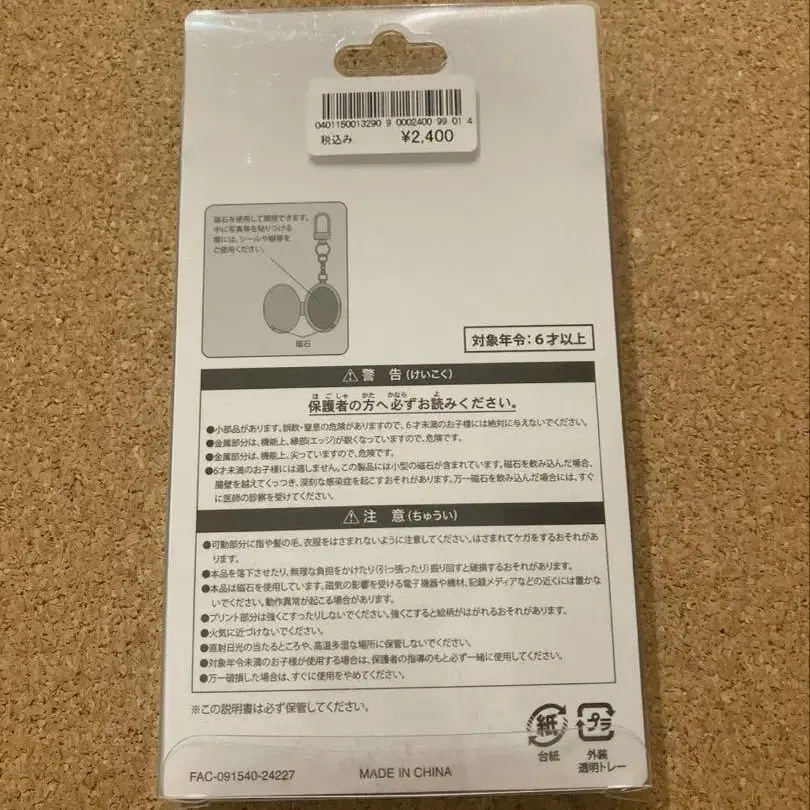 0401150013290 9 0002400 99 01 4
税込み ¥2,400
磁石を使用して開閉できます。
中に写真等を貼りつける
際には、シールや糊等を
ご使用ください。
磁石
対象年令：6才以上
⚠警 告(けいこく)
保護者の方へ必ずお読みください。
●小部品があります。誤飲・窒息の危険がありますので、6才未満のお子様には絶対に与えないでください。
●金属部分は、機能上、縁部(エッジ)が鋭くなっていますので、危険です。
●金属部分は、機能上、尖っていますので、危険です。
●6才未満のお子様には適しません。この製品には小型の磁石が含まれています。磁石を飲み込んだ場合、
腸壁を越えてくっつき、深刻な感染症を起こすおそれがあります。万一磁石を飲み込んだ場合には、すぐ
に医師の診察を受けてください。
⚠注 意(ちゅうい)
●可動部分に指や髪の毛、衣服をはさまれないように注意してください。はさまれてケガをするおそれがあ
ります。
●本品を落下させたり、無理な負担をかけたり(引っ張ったり)振り回すと破損するおそれがあります。
●本品は磁石を使用しています。磁気の影響を受ける電子機器や機材、記録メディアなどの近くには置かな
いでください。動作異常が起こる場合があります。
●プリント部分は強くこすったりしないでください。強くこすると絵柄がはがれるおそれがあります。
●火気に近づけないでください。
●直射日光の当たるところや、高温多湿な場所に保管しないでください。
●対象年令未満のお子様が使用する場合は、保護者の指導のもと必ず一緒に使用してください。
●万一破損した場合は、すぐに使用をやめてください。
※この説明書は必ず保管してください。
紙 プラ
台紙 外装
透明トレー
FAC-091540-24227 MADE IN CHINA